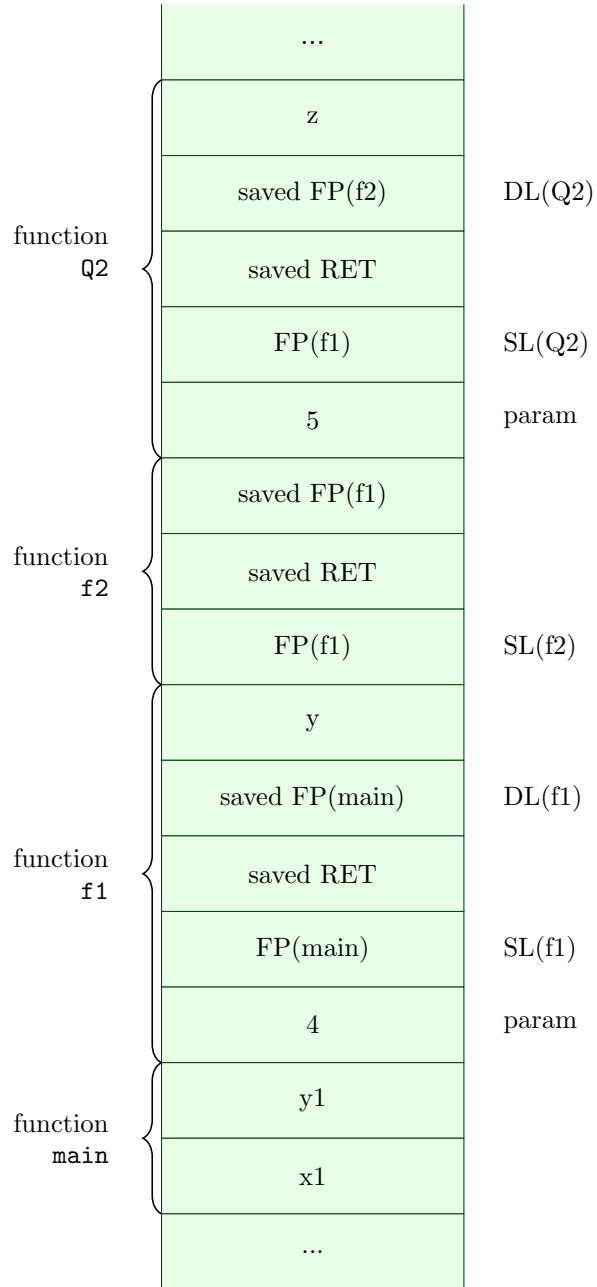 ...
z
saved FP(f2) DL(Q2)
function
Q2
saved RET
FP(f1) SL(Q2)
5 param
saved FP(f1)
function
f2
saved RET
FP(f1) SL(f2)
y
saved FP(main) DL(f1)
function
f1
saved RET
FP(main) SL(f1)
4 param
y1
function
main
x1
...